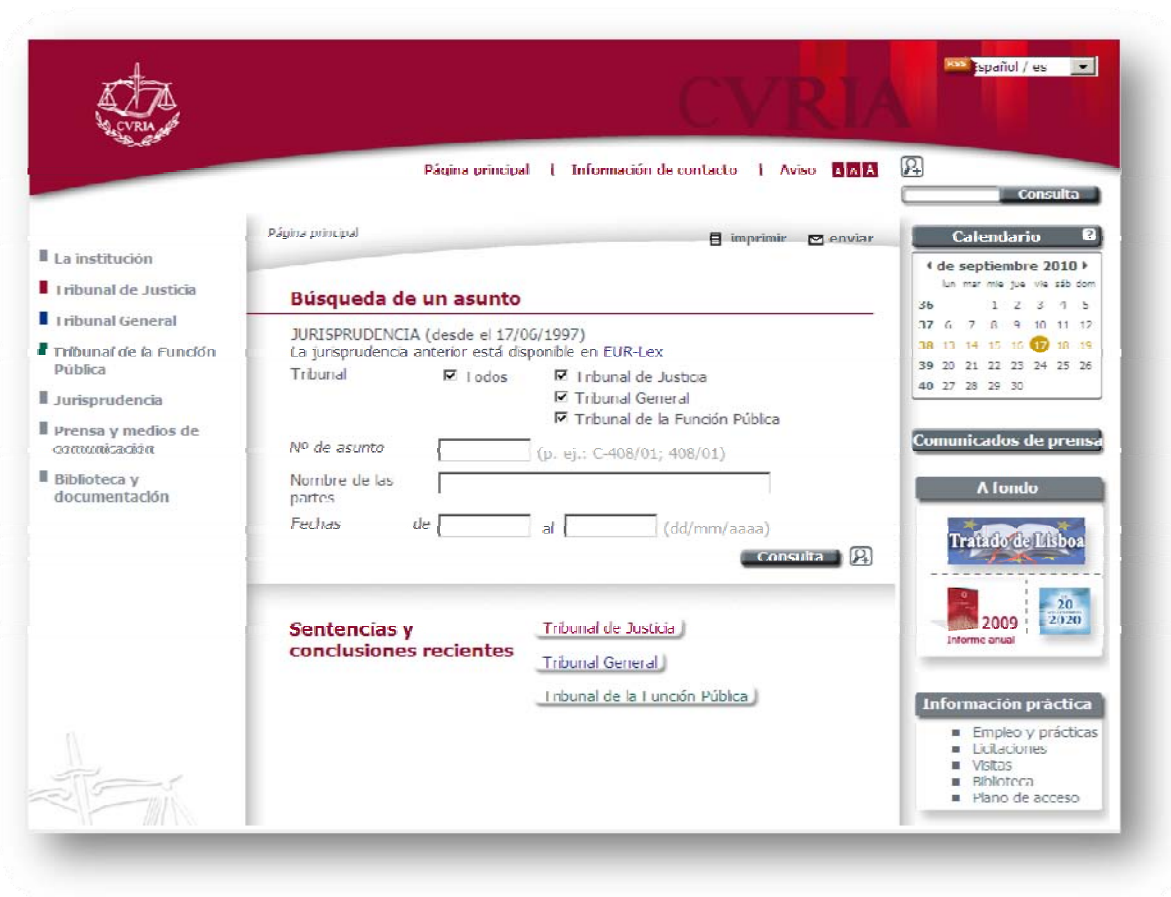 CVRIA
CVRIA
RSS
Español / es
Página principal | Información de contacto | Aviso A A A
Consulta
La institución
Tribunal de Justicia
Tribunal General
Tribunal de la Función
Pública
Jurisprudencia
Prensa y medios de
comunicación
Biblioteca y
documentación
Página principal
imprimir enviar
Búsqueda de un asunto
JURISPRUDENCIA (desde el 17/06/1997)
La jurisprudencia anterior está disponible en EUR-Lex
Tribunal Todos Tribunal de Justicia
Tribunal General
Tribunal de la Función Pública
Nº de asunto (p. ej.: C-408/01; 408/01)
Nombre de las
partes
Fechas de al (dd/mm/aaaa)
Consulta
Sentencias y
conclusiones recientes
Tribunal de Justicia
Tribunal General
Tribunal de la Función Pública
Calendario ?
de septiembre 2010
lun mar mie jue vie sáb dom
36 1 2 3 4 5
37 6 7 8 9 10 11 12
38 13 14 15 16 17 18 19
39 20 21 22 23 24 25 26
40 27 28 29 30
Comunicados de prensa
A fondo
Tratado de Lisboa
2009
Informe anual
20
2020
Información práctica
Empleo y prácticas
Licitaciones
Visitas
Biblioteca
Plano de acceso